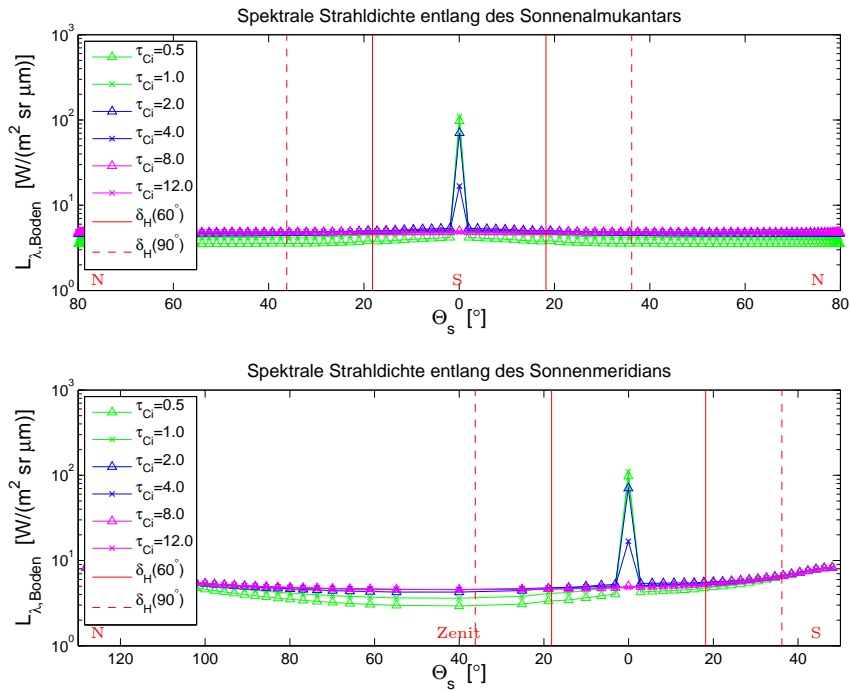 Spektrale Strahldichte entlang des Sonnenalmukantars
L_λ,Boden [W/(m² sr µm)]
10³
10²
10¹
10⁰
τ_Ci=0.5
τ_Ci=1.0
τ_Ci=2.0
τ_Ci=4.0
τ_Ci=8.0
τ_Ci=12.0
δ_H(60°)
δ_H(90°)
N S N
80 60 40 20 0 20 40 60 80
Θ_s [°]
Spektrale Strahldichte entlang des Sonnenmeridians
L_λ,Boden [W/(m² sr µm)]
10³
10²
10¹
10⁰
τ_Ci=0.5
τ_Ci=1.0
τ_Ci=2.0
τ_Ci=4.0
τ_Ci=8.0
τ_Ci=12.0
δ_H(60°)
δ_H(90°)
N Zenit S
120 100 80 60 40 20 0 20 40
Θ_s [°]